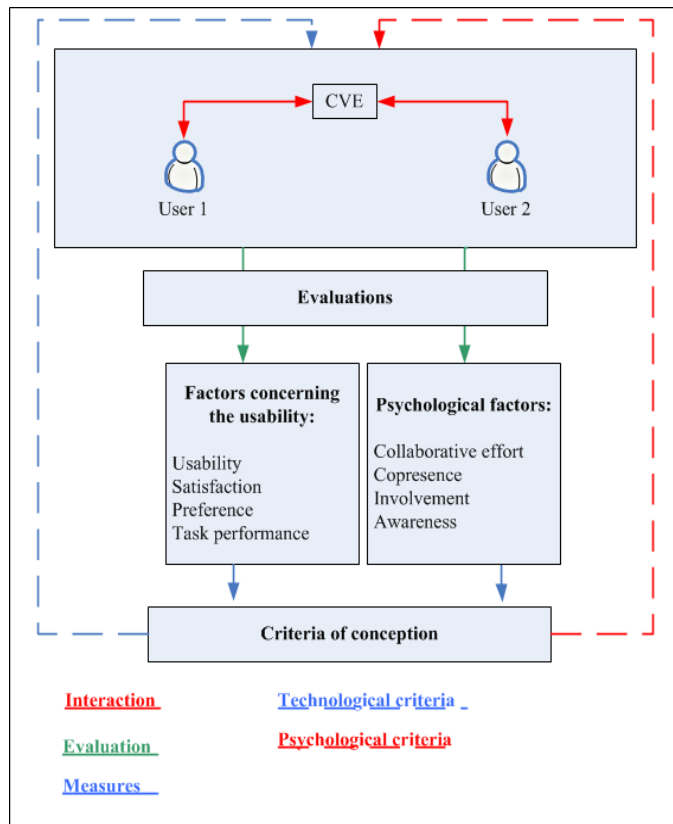 CVE
User 1
User 2
Evaluations
Factors concerning
the usability:
Usability
Satisfaction
Preference
Task performance
Psychological factors:
Collaborative effort
Copresence
Involvement
Awareness
Criteria of conception
Interaction
Evaluation
Measures
Technological criteria
Psychological criteria